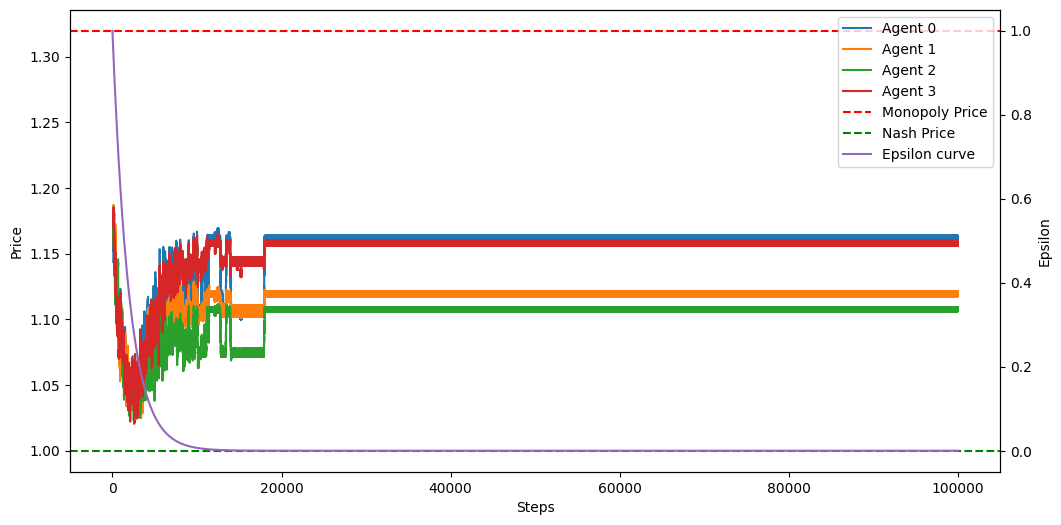 1.30
1.25
1.20
1.15
1.10
1.05
1.00
Price
0
20000
40000
60000
80000
100000
Steps
1.0
0.8
0.6
0.4
0.2
0.0
Epsilon
Agent 0
Agent 1
Agent 2
Agent 3
Monopoly Price
Nash Price
Epsilon curve